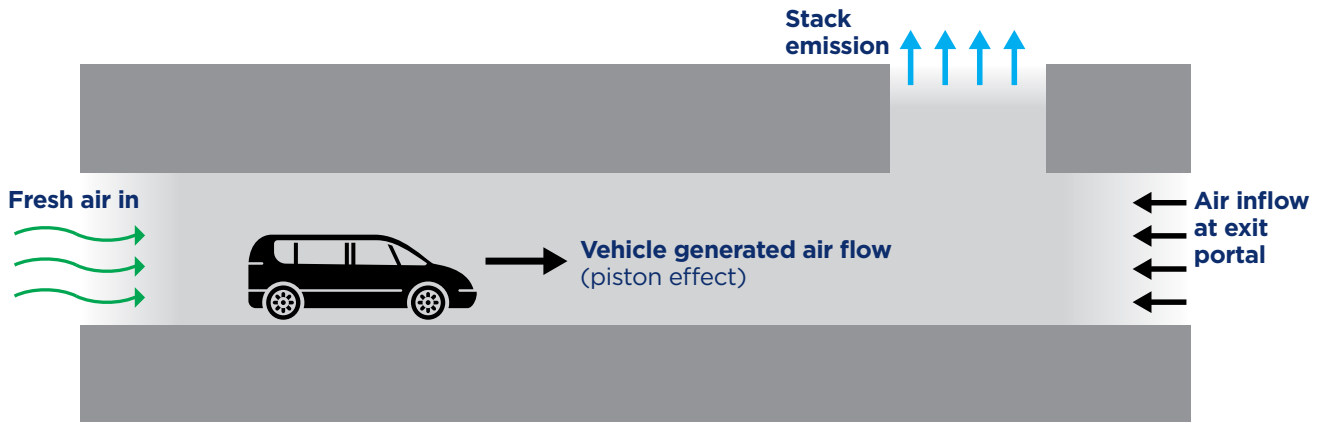 Stack
emission
Fresh air in
Vehicle generated air flow
(piston effect)
Air inflow
at exit
portal